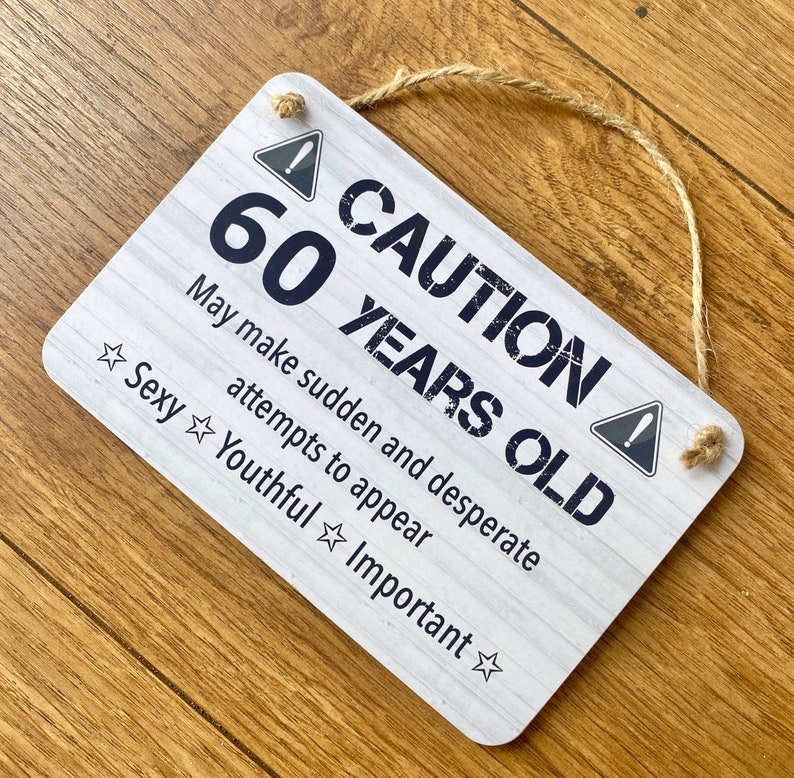 CAUTION
60 YEARS OLD
May make sudden and desperate
attempts to appear
☆ Sexy ☆ Youthful ☆ Important ☆